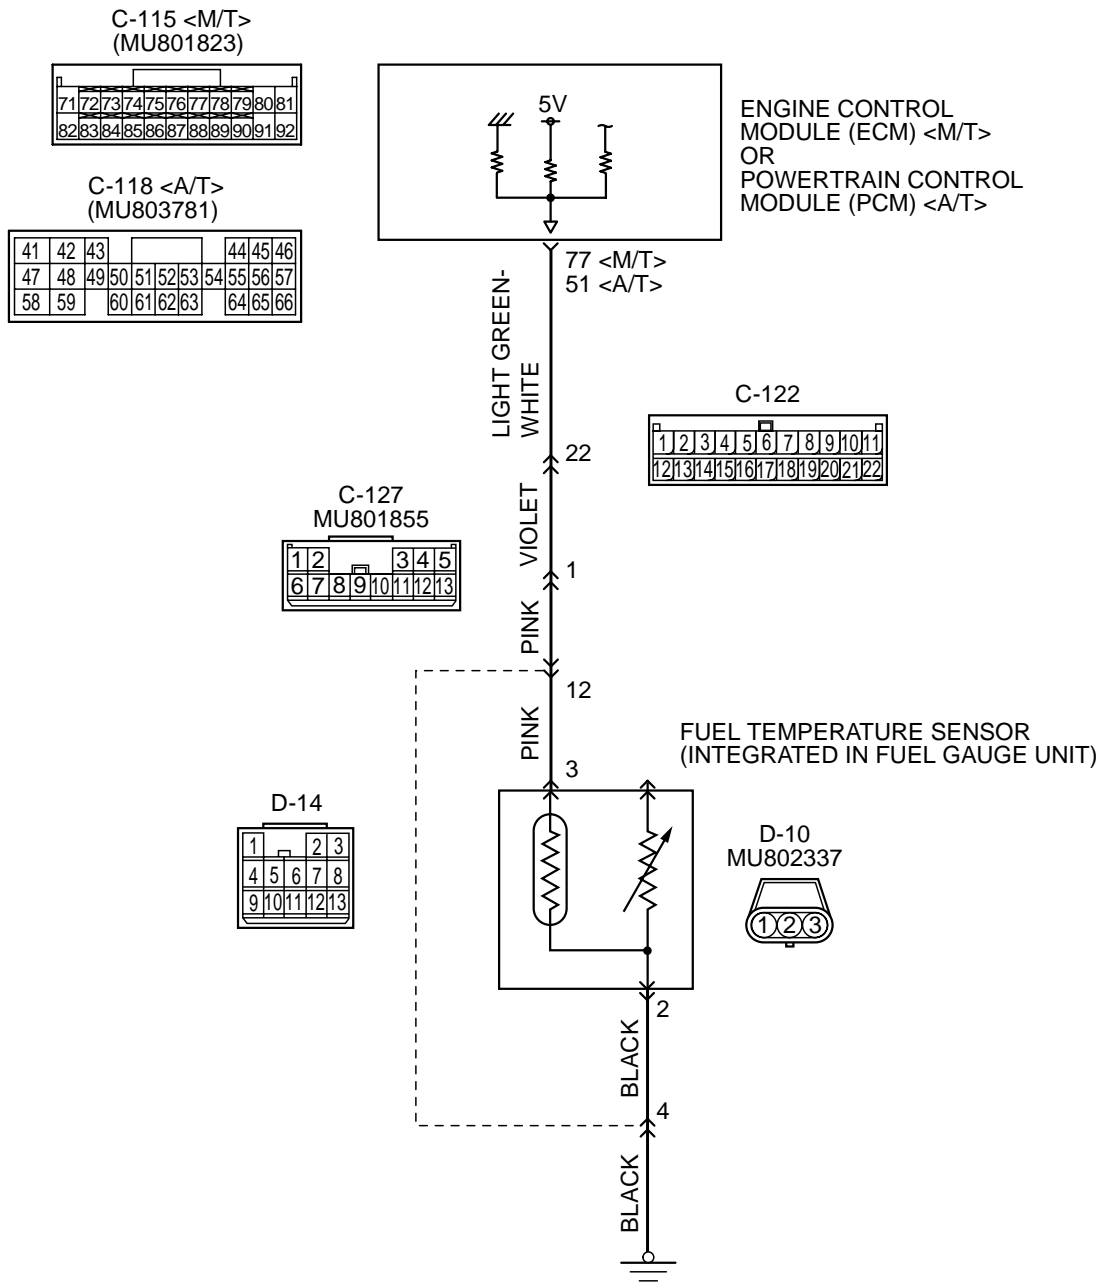 C-115 <M/T>
(MU801823)
71 72 73 74 75 76 77 78 79 80 81
82 83 84 85 86 87 88 89 90 91 92
C-118 <A/T>
(MU803781)
41 42 43 44 45 46
47 48 49 50 51 52 53 54 55 56 57
58 59 60 61 62 63 64 65 66
5V
ENGINE CONTROL
MODULE (ECM) <M/T>
OR
POWERTRAIN CONTROL
MODULE (PCM) <A/T>
77 <M/T>
51 <A/T>
LIGHT GREEN-
WHITE
C-122
1 2 3 4 5 6 7 8 9 10 11
12 13 14 15 16 17 18 19 20 21 22
22
VIOLET
C-127
MU801855
1 2 3 4 5
6 7 8 9 10 11 12 13
1
PINK
12
PINK
3
FUEL TEMPERATURE SENSOR
(INTEGRATED IN FUEL GAUGE UNIT)
D-14
1 2 3
4 5 6 7 8
9 10 11 12 13
D-10
MU802337
1 2 3
2
BLACK
4
BLACK